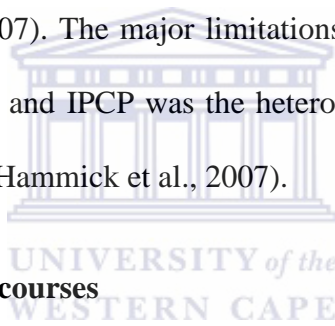 07). The major limitations
and IPCP was the hetero
Hammick et al., 2007).
UNIVERSITY of the
courses
WESTERN CAPE